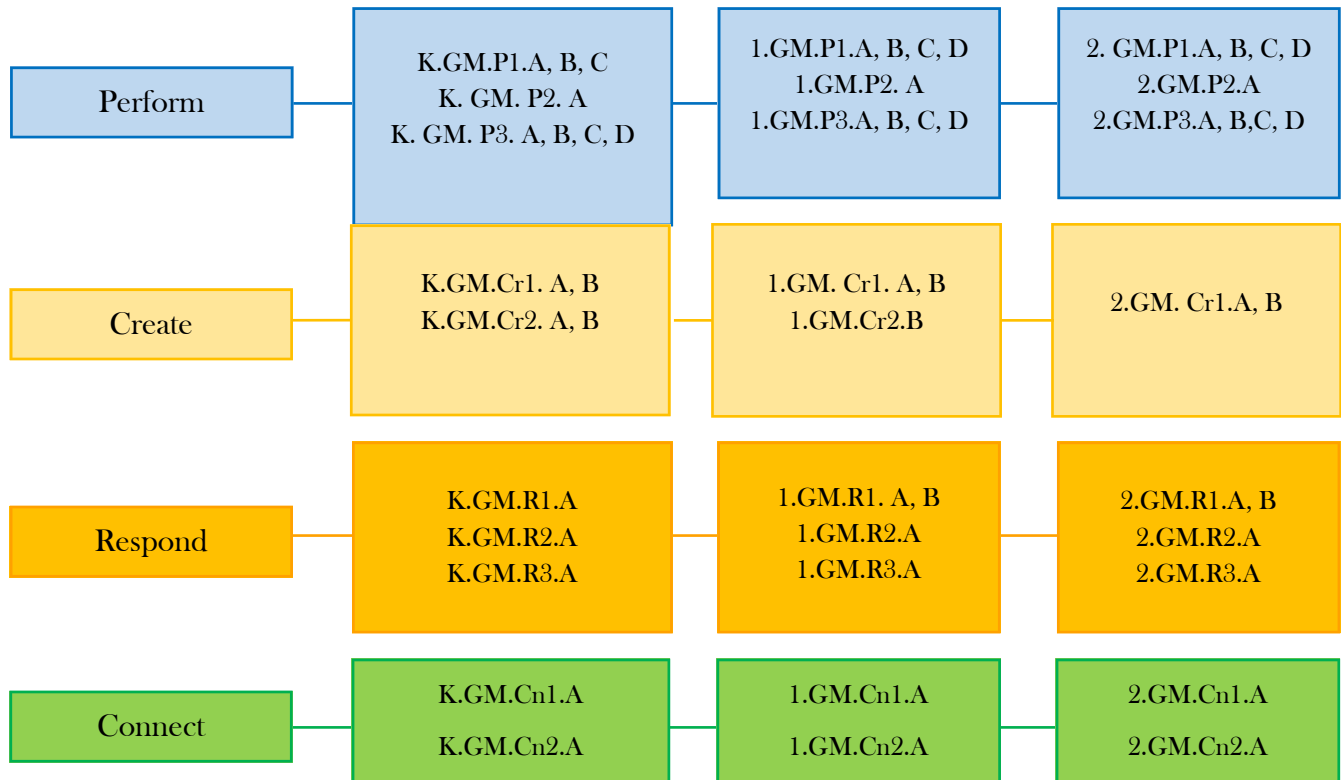 Perform
K.GM.P1.A, B, C
K. GM. P2. A
K. GM. P3. A, B, C, D
1.GM.P1.A, B, C, D
1.GM.P2. A
1.GM.P3.A, B, C, D
2. GM.P1.A, B, C, D
2.GM.P2.A
2.GM.P3.A, B,C, D
Create
K.GM.Cr1. A, B
K.GM.Cr2. A, B
1.GM. Cr1. A, B
1.GM.Cr2.B
2.GM. Cr1.A, B
Respond
K.GM.R1.A
K.GM.R2.A
K.GM.R3.A
1.GM.R1. A, B
1.GM.R2.A
1.GM.R3.A
2.GM.R1.A, B
2.GM.R2.A
2.GM.R3.A
Connect
K.GM.Cn1.A
K.GM.Cn2.A
1.GM.Cn1.A
1.GM.Cn2.A
2.GM.Cn1.A
2.GM.Cn2.A